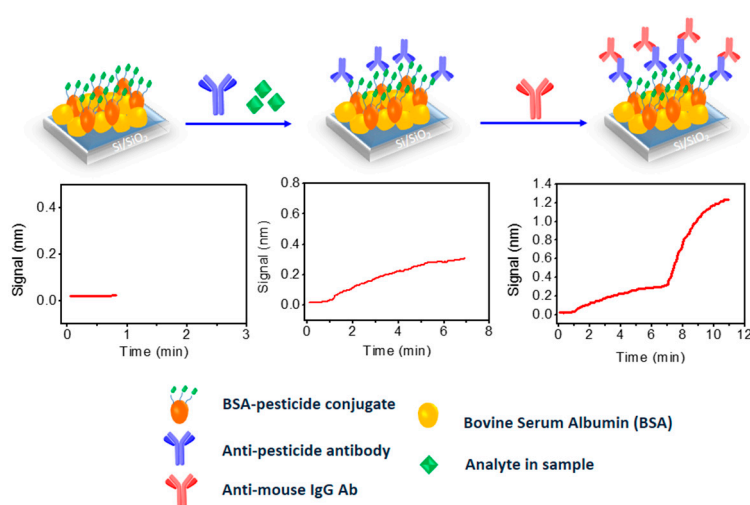 Si/SiO₂
Si/SiO₂
Si/SiO₂
Signal (nm)
0.4
0.2
0.0
0
1
2
3
Time (min)
Signal (nm)
0.8
0.6
0.4
0.2
0.0
0
2
4
6
8
Time (min)
Signal (nm)
1.4
1.2
1.0
0.8
0.6
0.4
0.2
0.0
0
2
4
6
8
10
12
Time (min)
BSA-pesticide conjugate
Bovine Serum Albumin (BSA)
Anti-pesticide antibody
Analyte in sample
Anti-mouse IgG Ab